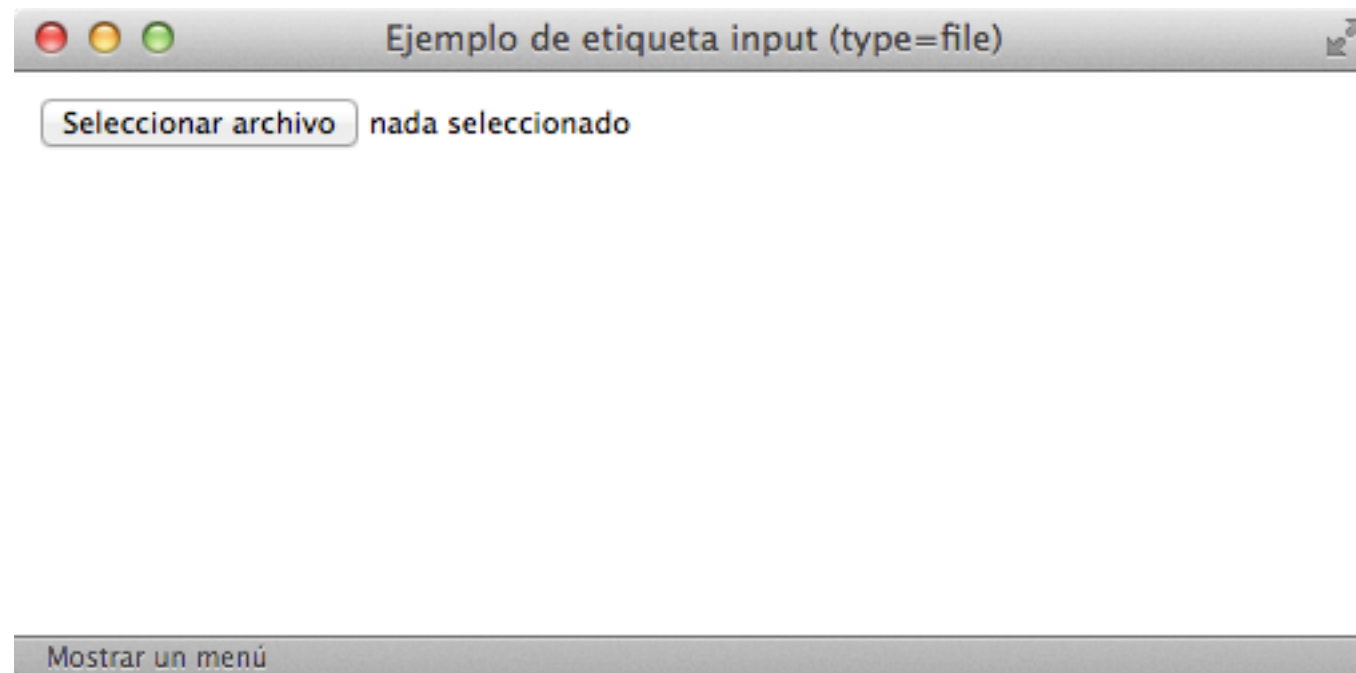 Ejemplo de etiqueta input (type=file)
Seleccionar archivo nada seleccionado
Mostrar un menú